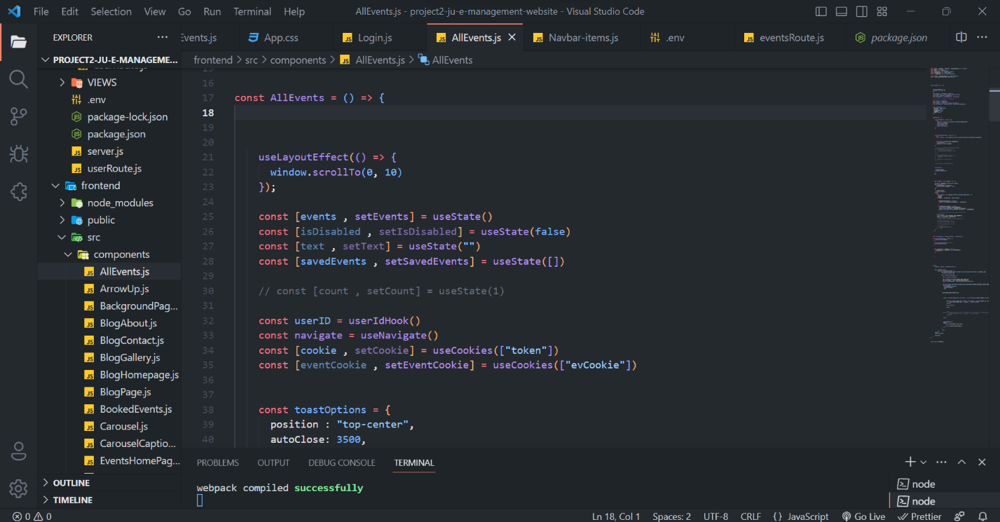 File Edit Selection View Go Run Terminal Help AllEvents.js - project2-ju-e-management-website - Visual Studio Code
EXPLORER
Events.js App.css Login.js AllEvents.js Navbar-items.js .env eventsRoute.js package.json
PROJECT2-JU-E-MANAGEME...
frontend > src > components > AllEvents.js > AllEvents
VIEWS
.env
package-lock.json
package.json
server.js
userRoute.js
frontend
node_modules
public
src
components
AllEvents.js
ArrowUp.js
BackgroundPag...
BlogAbout.js
BlogContact.js
BlogGallery.js
BlogHomepage.js
BlogPage.js
BookedEvents.js
Carousel.js
CarouselCaptio...
EventsHomePag...
OUTLINE
TIMELINE
16
17 const AllEvents = () => {
18
19
20
21 useLayoutEffect(() => {
22 window.scrollTo(0, 10)
23 });
24
25 const [events , setEvents] = useState()
26 const [isDisabled , setIsDisabled] = useState(false)
27 const [text , setText] = useState("")
28 const [savedEvents , setSavedEvents] = useState([])
29
30 // const [count , setCount] = useState(1)
31
32 const userID = userIdHook()
33 const navigate = useNavigate()
34 const [cookie , setCookie] = useCookies(["token"])
35 const [eventCookie , setEventCookie] = useCookies(["evCookie"])
36
37
38 const toastOptions = {
39 position : "top-center",
40 autoClose: 3500,
PROBLEMS OUTPUT DEBUG CONSOLE TERMINAL
webpack compiled successfully
node
node
0 0 Ln 18, Col 1 Spaces: 2 UTF-8 CRLF {} JavaScript Go Live Prettier